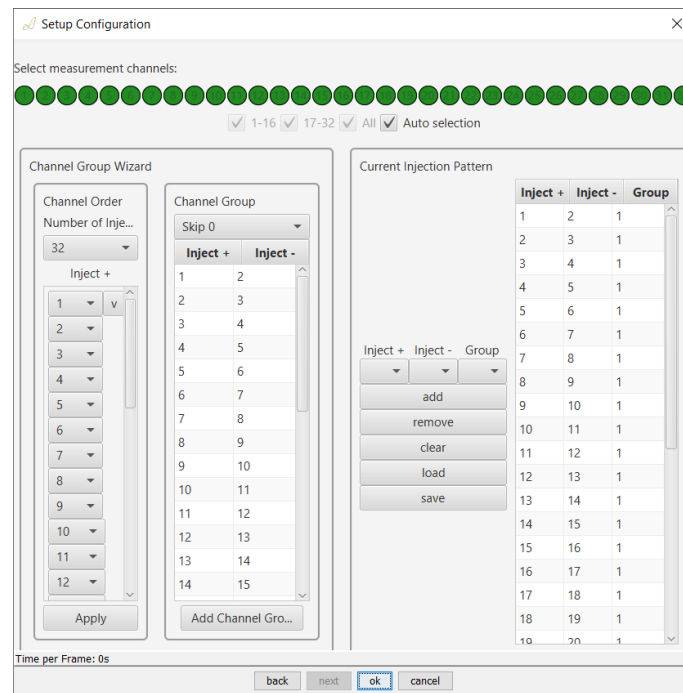 Setup Configuration
Select measurement channels:
1-16 17-32 All Auto selection
Channel Group Wizard
Channel Order
Number of Inje...
32
Inject +
1 v
2
3
4
5
6
7
8
9
10
11
12
Apply
Channel Group
Skip 0
Inject + Inject -
1 2
2 3
3 4
4 5
5 6
6 7
7 8
8 9
9 10
10 11
11 12
12 13
13 14
14 15
Add Channel Gro...
Current Injection Pattern
Inject + Inject - Group
add
remove
clear
load
save
Inject + Inject - Group
1 2 1
2 3 1
3 4 1
4 5 1
5 6 1
6 7 1
7 8 1
8 9 1
9 10 1
10 11 1
11 12 1
12 13 1
13 14 1
14 15 1
15 16 1
16 17 1
17 18 1
18 19 1
19 20 1
Time per Frame: 0s
back next ok cancel